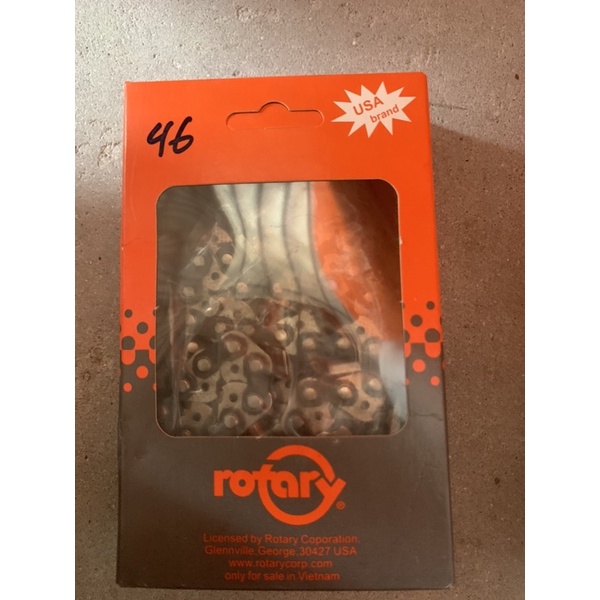 USA
brand
46
rotary®
Licensed by Rotary Coporation.
Glennville,George,30427 USA
www.rotarycorp.com
only for sale in Vietnam